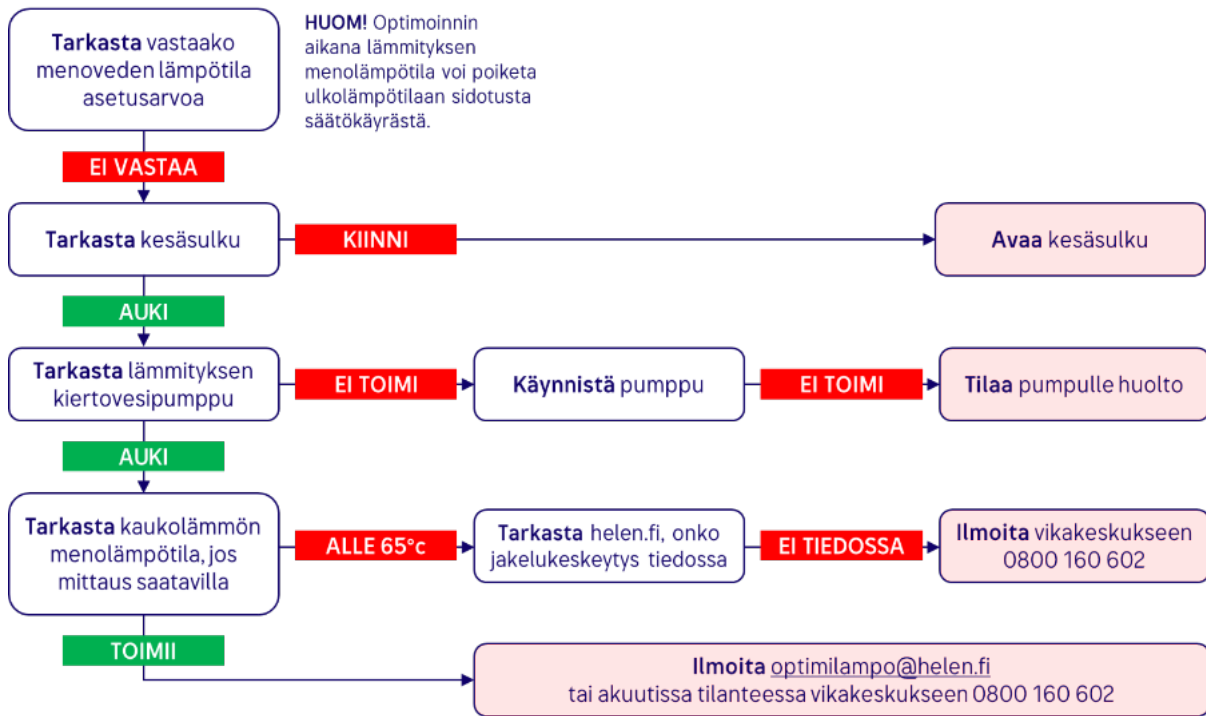 Tarkasta vastaako
menoveden lämpötila
asetusarvoa
HUOM! Optimoinnin
aikana lämmityksen
menolämpötila voi poiketa
ulkolämpötilaan sidotusta
säätökäyrästä.
EI VASTAA
Tarkasta kesäsulku
KIINNI
Avaa kesäsulku
AUKI
Tarkasta lämmityksen
kiertovesipumppu
EI TOIMI
Käynnistä pumppu
EI TOIMI
Tilaa pumpulle huolto
AUKI
Tarkasta kaukolämmön
menolämpötila, jos
mittaus saatavilla
ALLE 65°c
Tarkasta helen.fi, onko
jakelukeskeytys tiedossa
EI TIEDOSSA
Ilmoita vikakeskukseen
0800 160 602
TOIMII
Ilmoita optimilampo@helen.fi
tai akuutissa tilanteessa vikakeskukseen 0800 160 602